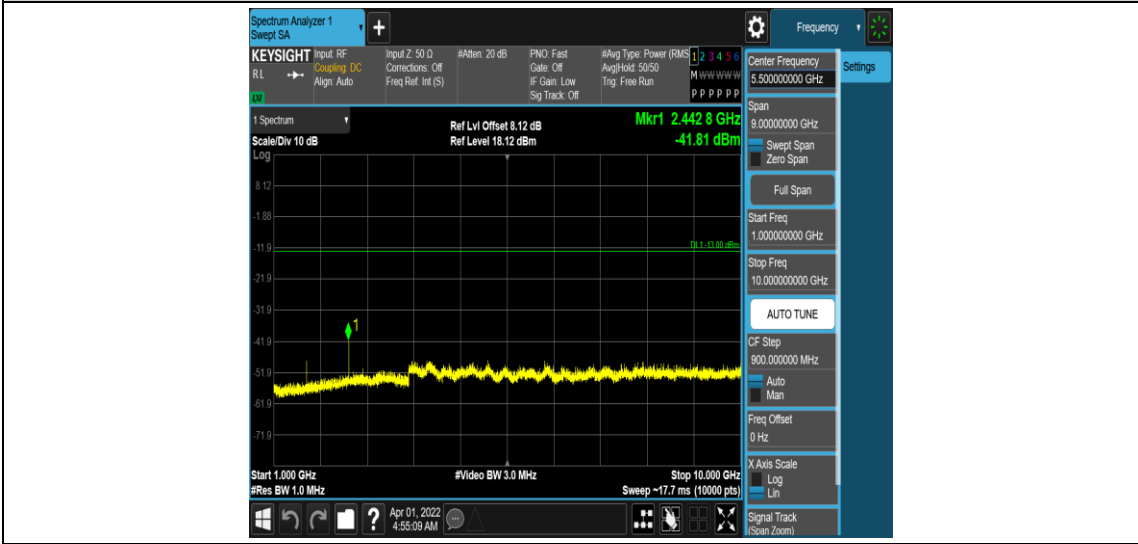 Spectrum Analyzer 1
Swept SA
+
Frequency
KEYSIGHT
RL
LXI
Input: RF
Coupling: DC
Align: Auto
Input Z: 50 Ω
Corrections: Off
Freq Ref: Int (S)
#Atten: 20 dB
PNO: Fast
Gate: Off
IF Gain: Low
Sig Track: Off
#Avg Type: Power (RMS
Avg|Hold: 50/50
Trig: Free Run
1 2 3 4 5 6
M W W W W W
P P P P P P
1 Spectrum
Scale/Div 10 dB
Log
Ref Lvl Offset 8.12 dB
Ref Level 18.12 dBm
Mkr1 2.442 8 GHz
-41.81 dBm
8.12
-1.88
-11.9
DL1 -13.00 dBm
-21.9
-31.9
1
-41.9
-51.9
-61.9
-71.9
Start 1.000 GHz
#Res BW 1.0 MHz
#Video BW 3.0 MHz
Stop 10.000 GHz
Sweep ~17.7 ms (10000 pts)
?
Apr 01, 2022
4:55:09 AM
Center Frequency
5.500000000 GHz
Settings
Span
9.00000000 GHz
Swept Span
Zero Span
Full Span
Start Freq
1.000000000 GHz
Stop Freq
10.000000000 GHz
AUTO TUNE
CF Step
900.000000 MHz
Auto
Man
Freq Offset
0 Hz
X Axis Scale
Log
Lin
Signal Track
(Span Zoom)